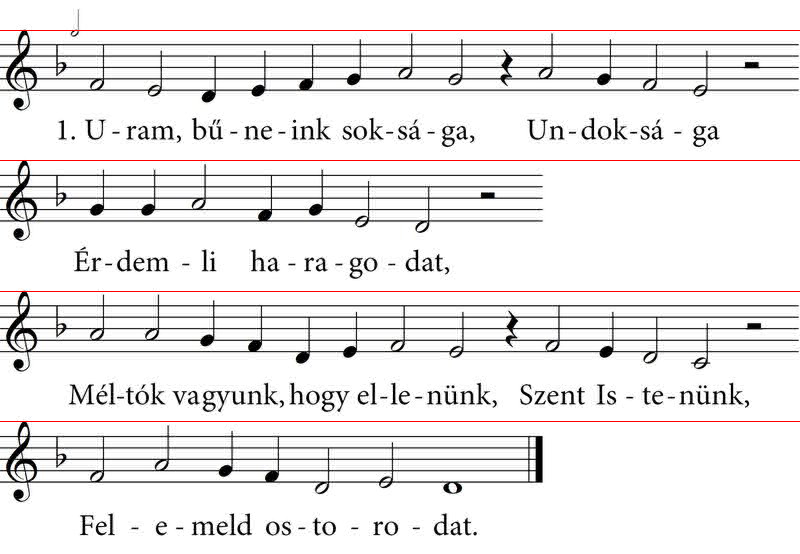 1. U - ram, bű - ne - ink sok - sá - ga, Un - dok - sá - ga
Ér - dem - li ha - ra - go - dat,
Mél - tók vagyunk, hogy el - le - nünk, Szent Is - te - nünk,
Fel - e - meld os - to - ro - dat.